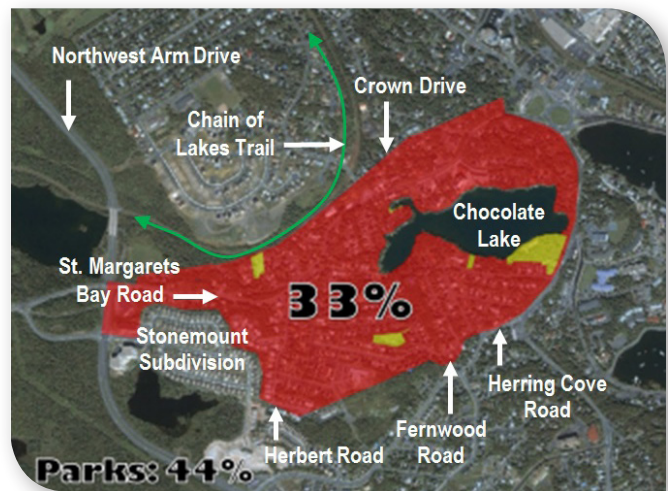 Northwest Arm Drive
Crown Drive
Chain of
Lakes Trail
Chocolate
Lake
St. Margarets
Bay Road
33%
Stonemount
Subdivision
Herring Cove
Road
Fernwood
Road
Herbert Road
Parks: 44%